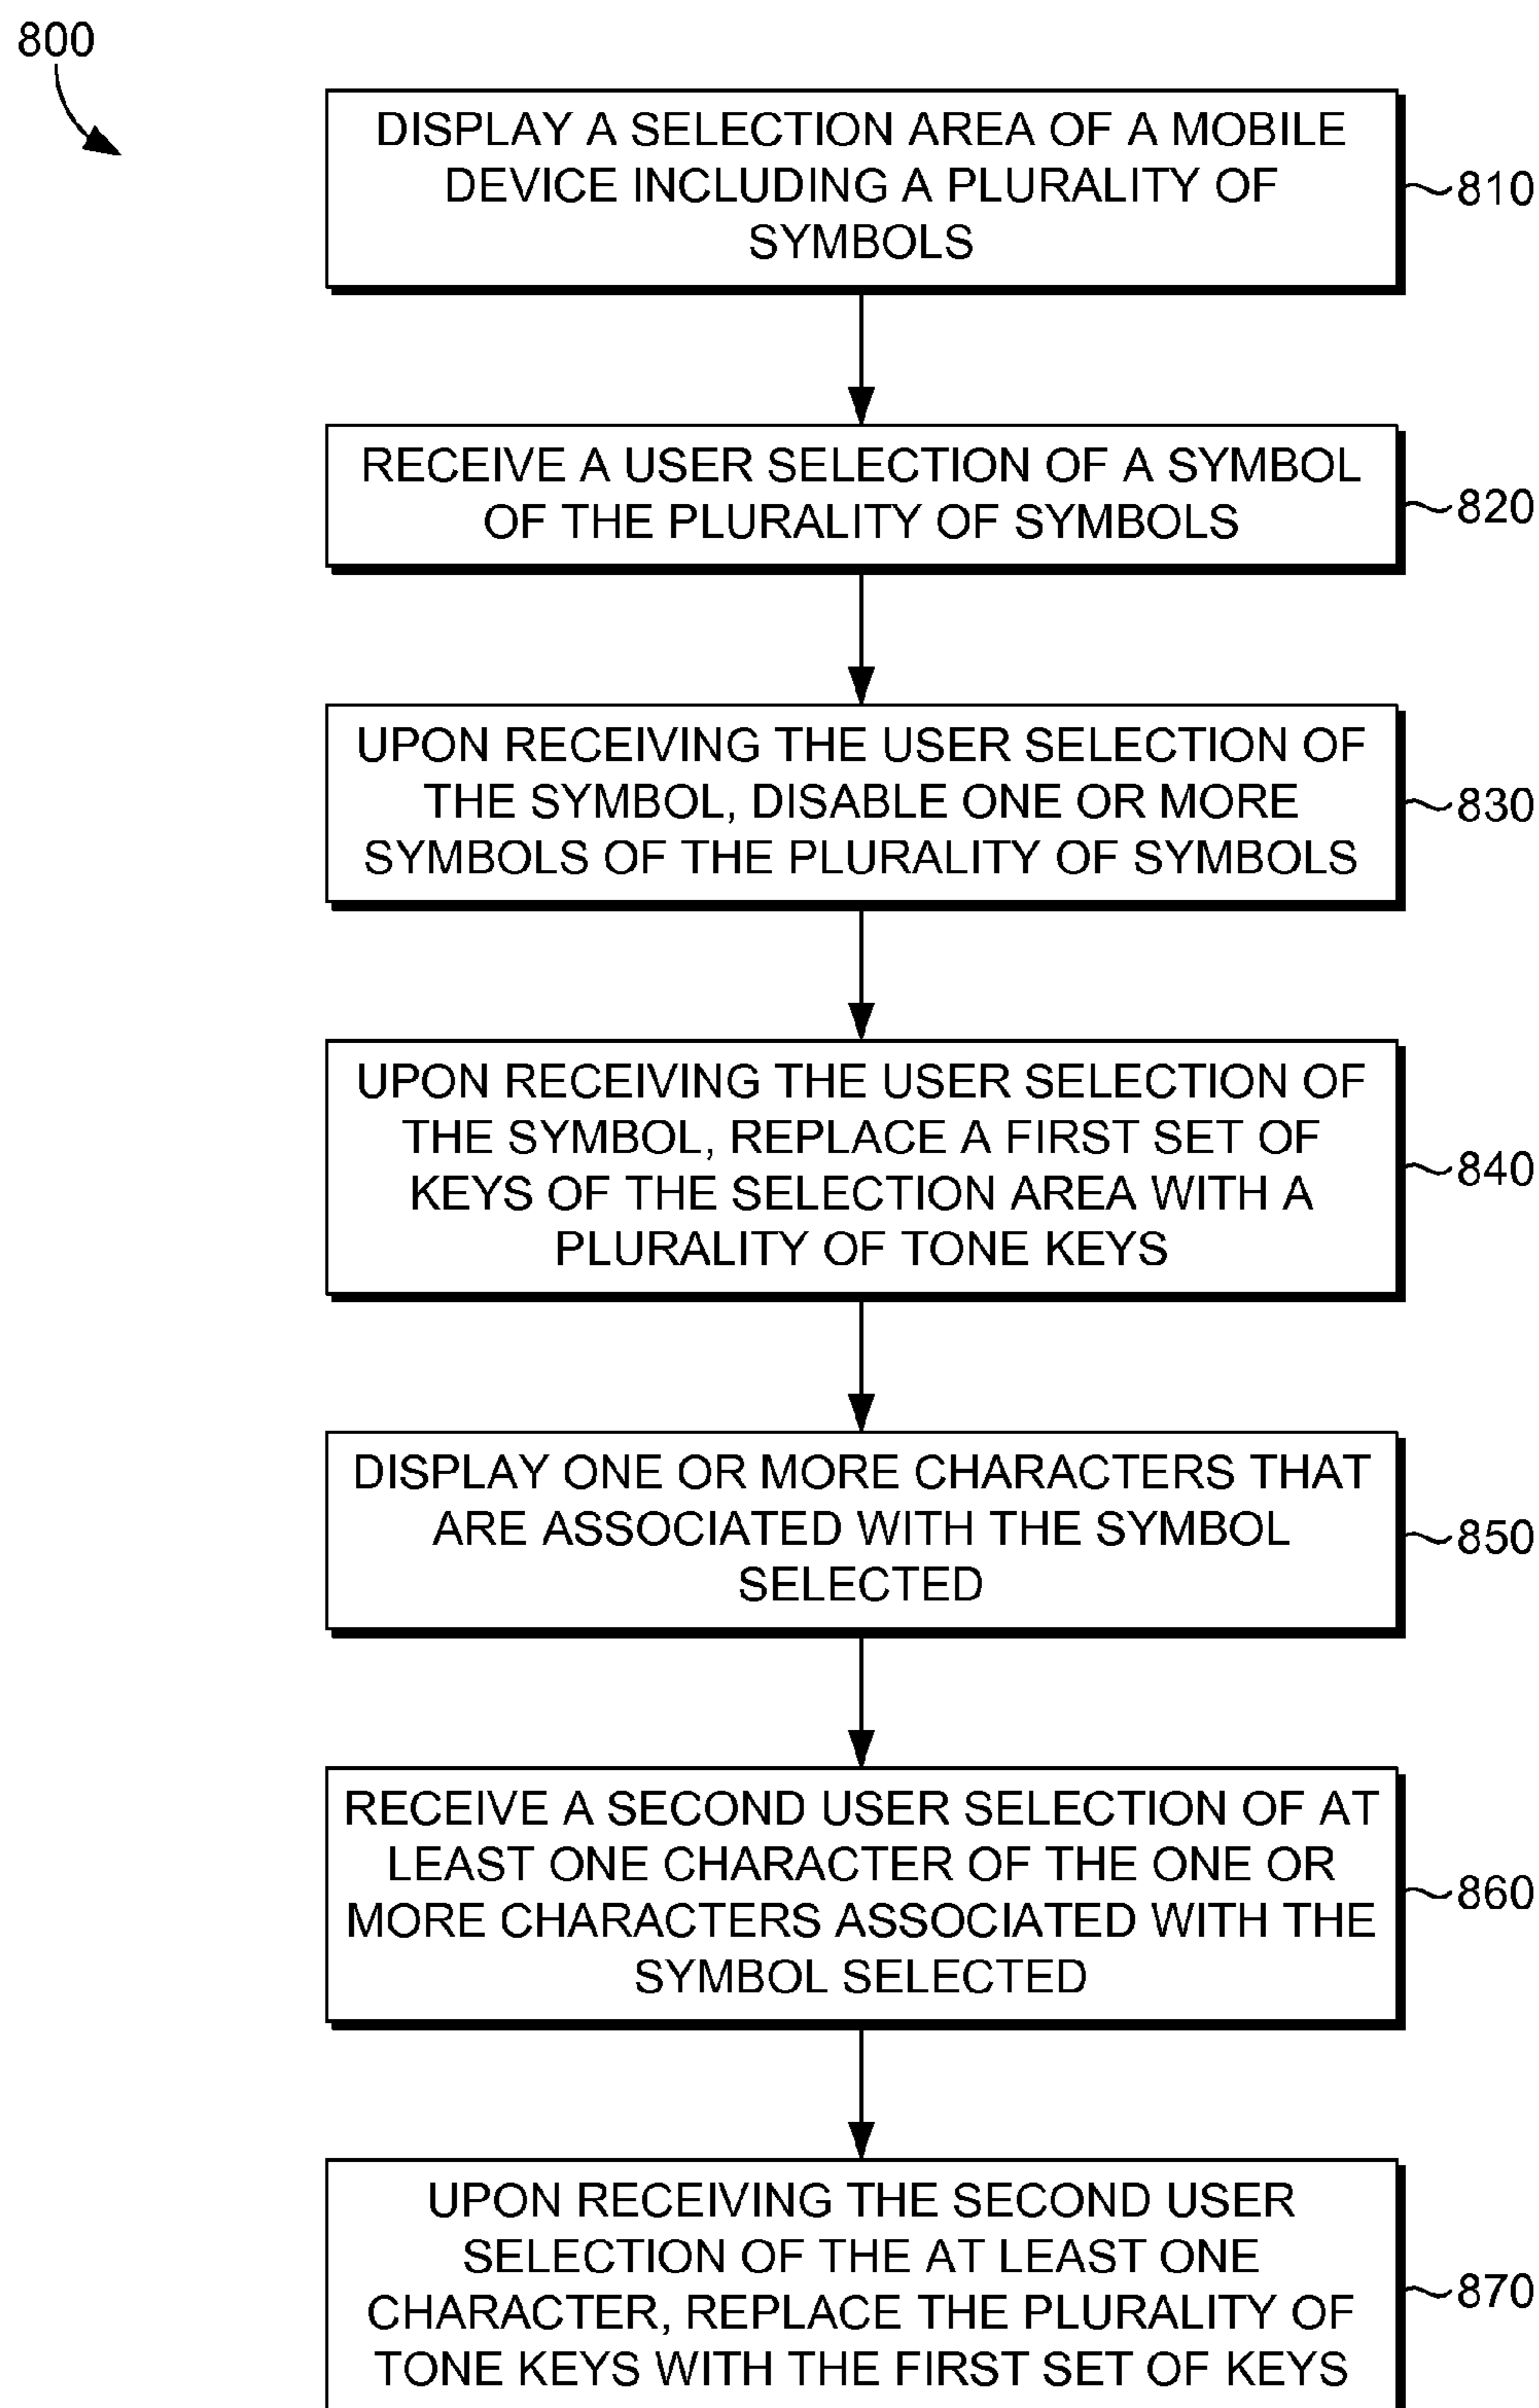 800
DISPLAY A SELECTION AREA OF A MOBILE
DEVICE INCLUDING A PLURALITY OF
SYMBOLS
810
RECEIVE A USER SELECTION OF A SYMBOL
OF THE PLURALITY OF SYMBOLS
820
UPON RECEIVING THE USER SELECTION OF
THE SYMBOL, DISABLE ONE OR MORE
SYMBOLS OF THE PLURALITY OF SYMBOLS
830
UPON RECEIVING THE USER SELECTION OF
THE SYMBOL, REPLACE A FIRST SET OF
KEYS OF THE SELECTION AREA WITH A
PLURALITY OF TONE KEYS
840
DISPLAY ONE OR MORE CHARACTERS THAT
ARE ASSOCIATED WITH THE SYMBOL
SELECTED
850
RECEIVE A SECOND USER SELECTION OF AT
LEAST ONE CHARACTER OF THE ONE OR
MORE CHARACTERS ASSOCIATED WITH THE
SYMBOL SELECTED
860
UPON RECEIVING THE SECOND USER
SELECTION OF THE AT LEAST ONE
CHARACTER, REPLACE THE PLURALITY OF
TONE KEYS WITH THE FIRST SET OF KEYS
870